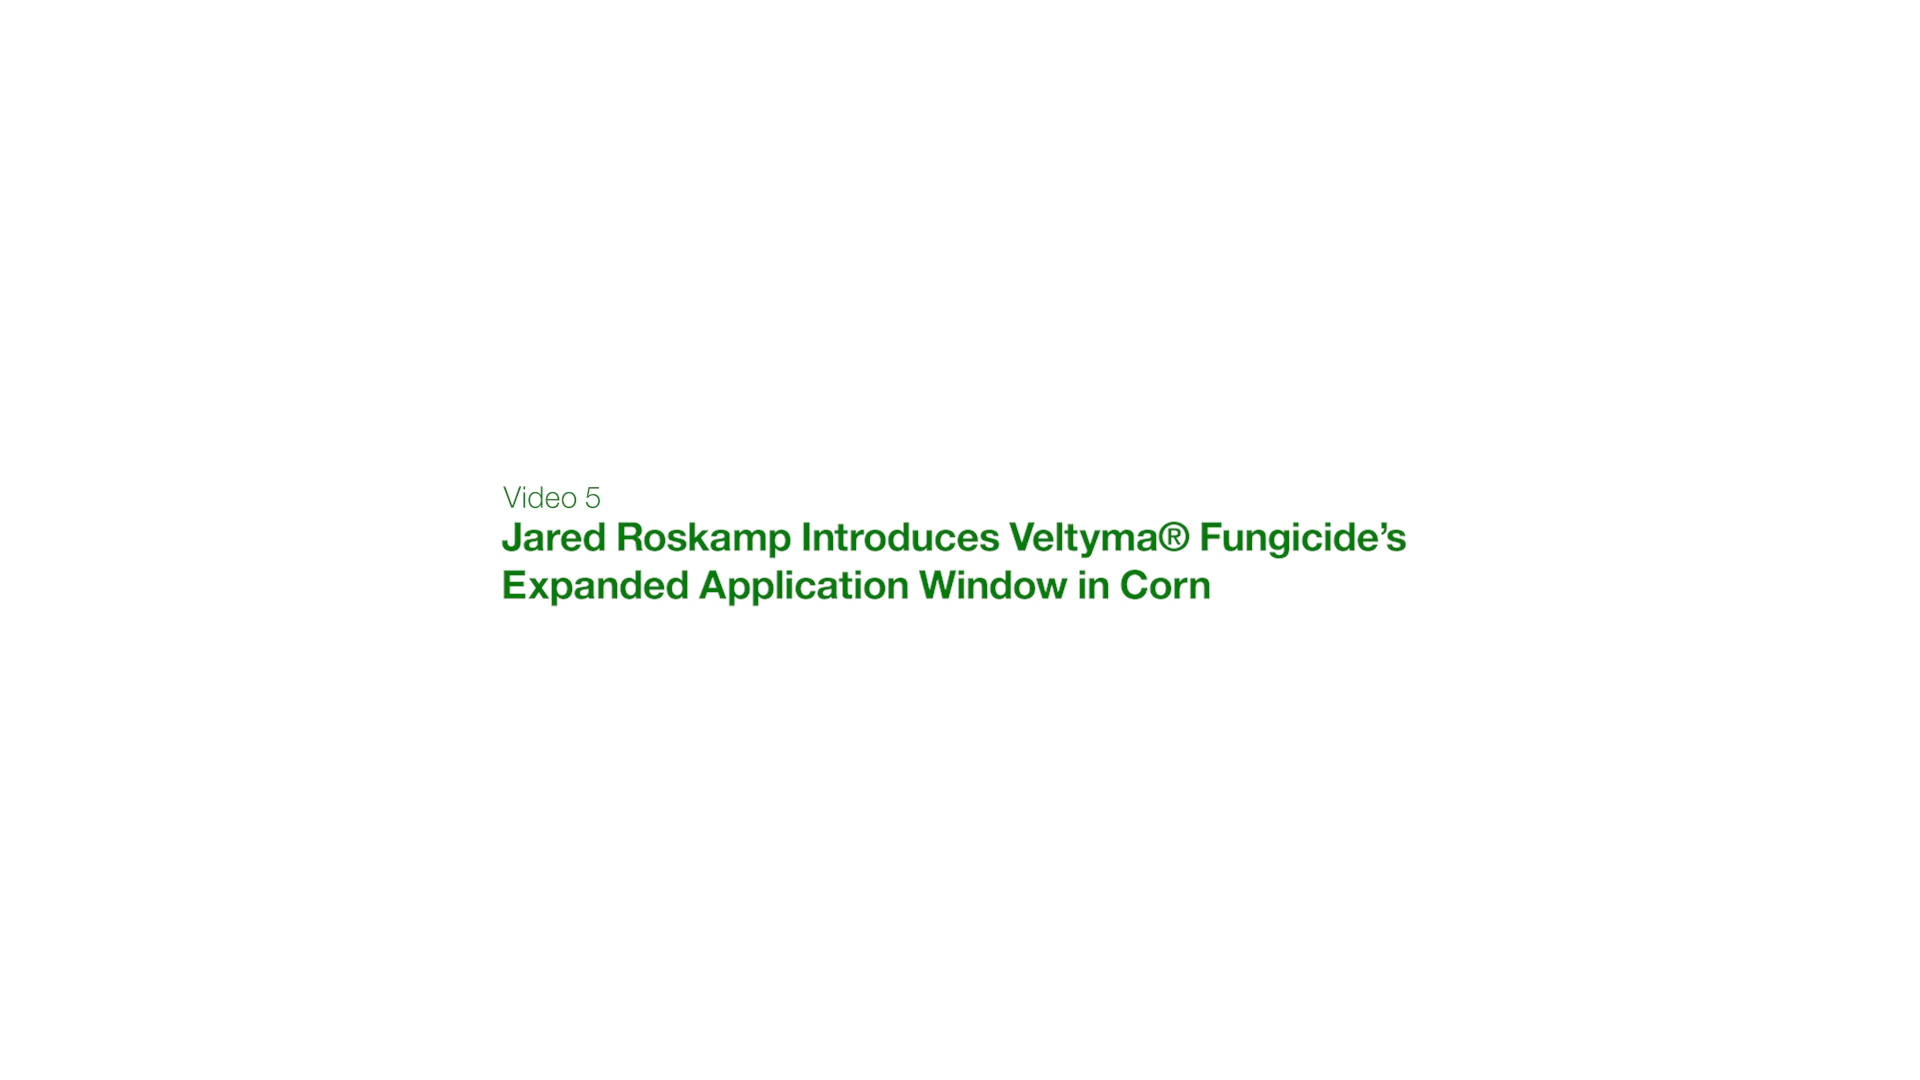 Video 5
Jared Roskamp Introduces Veltyma® Fungicide’s
Expanded Application Window in Corn